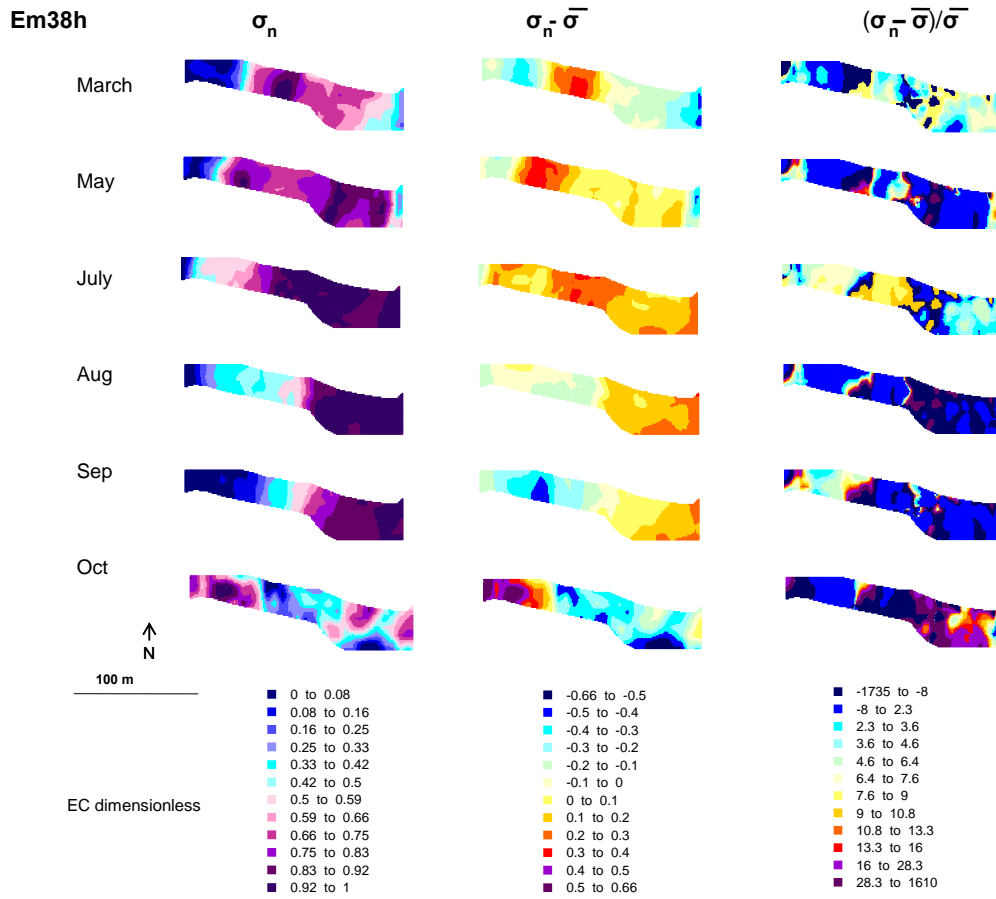 Em38h σn σn- σ̅ (σn- σ̅)/σ̅
March
May
July
Aug
Sep
Oct
N
100 m
EC dimensionless
0 to 0.08
0.08 to 0.16
0.16 to 0.25
0.25 to 0.33
0.33 to 0.42
0.42 to 0.5
0.5 to 0.59
0.59 to 0.66
0.66 to 0.75
0.75 to 0.83
0.83 to 0.92
0.92 to 1
-0.66 to -0.5
-0.5 to -0.4
-0.4 to -0.3
-0.3 to -0.2
-0.2 to -0.1
-0.1 to 0
0 to 0.1
0.1 to 0.2
0.2 to 0.3
0.3 to 0.4
0.4 to 0.5
0.5 to 0.66
-1735 to -8
-8 to 2.3
2.3 to 3.6
3.6 to 4.6
4.6 to 6.4
6.4 to 7.6
7.6 to 9
9 to 10.8
10.8 to 13.3
13.3 to 16
16 to 28.3
28.3 to 1610